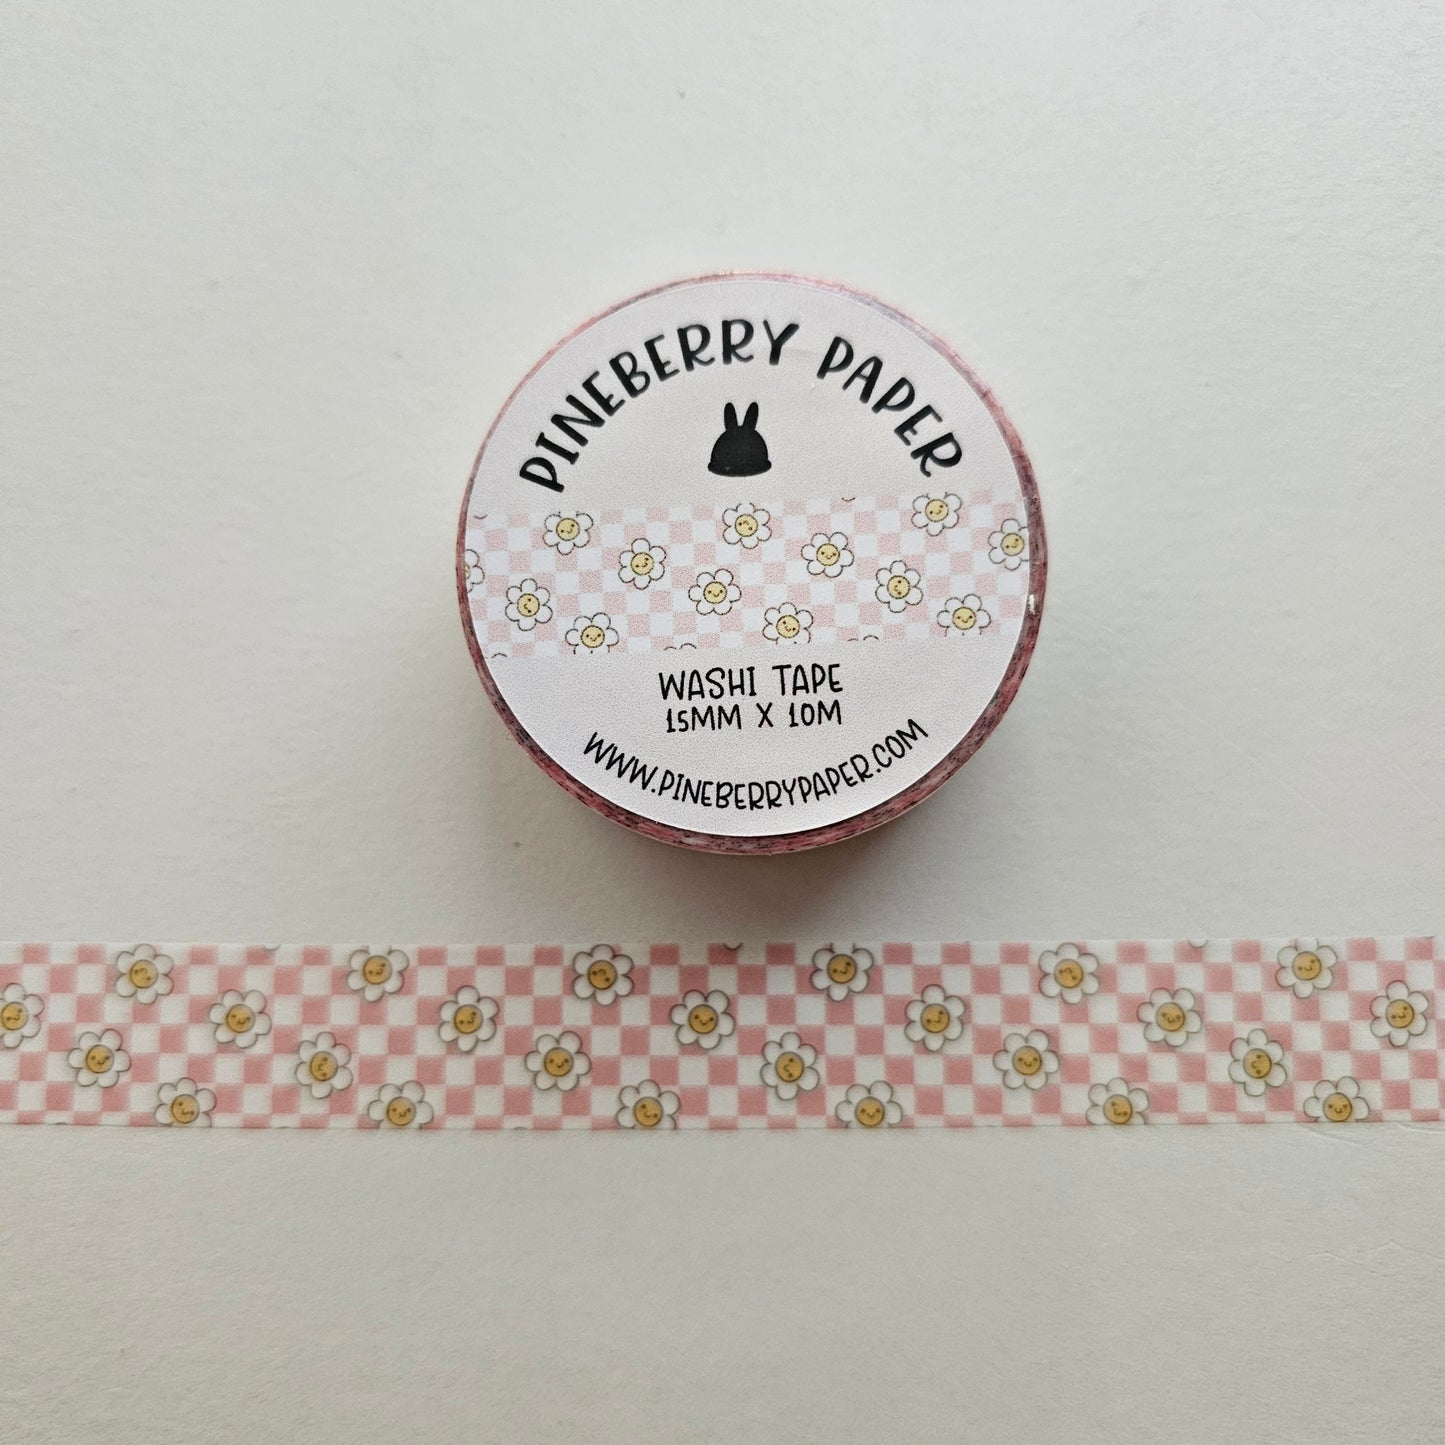 PINEBERRY PAPER
WASHI TAPE
15MM X 10M
WWW.PINEBERRYPAPER.COM